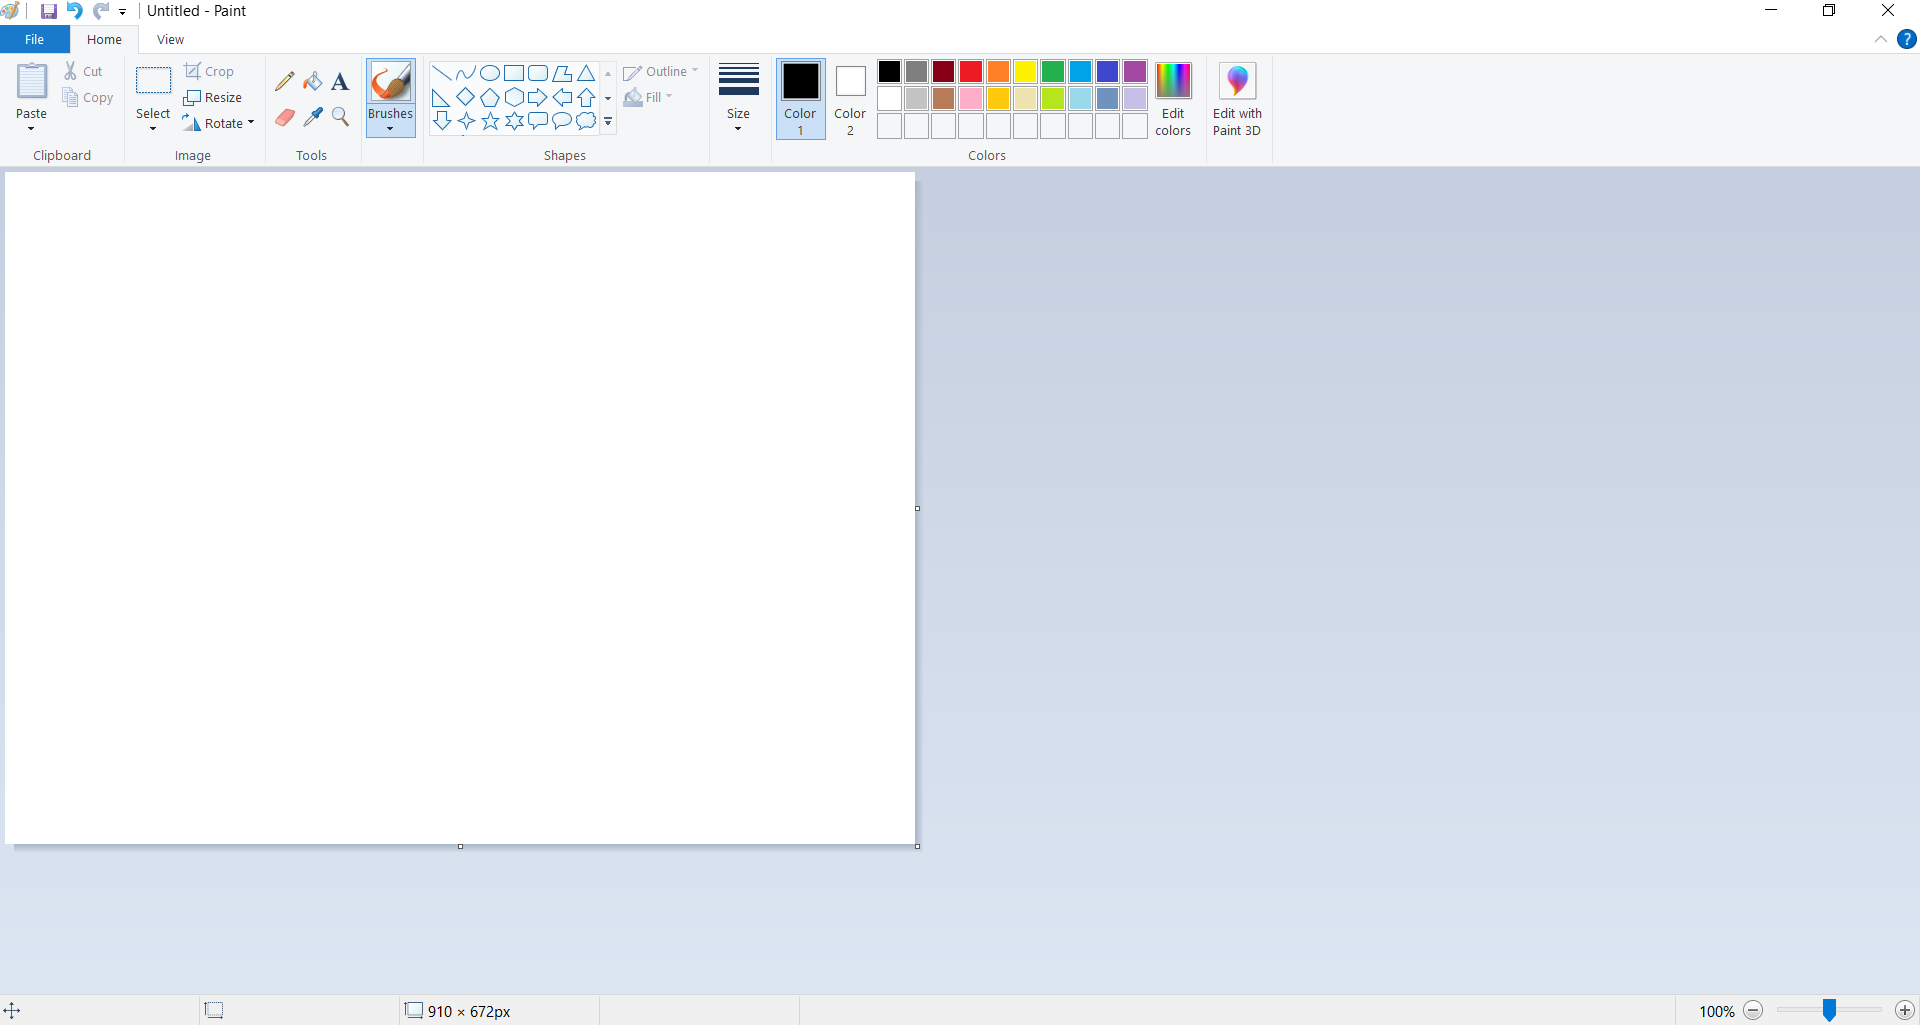 Untitled - Paint
File Home View
?
Paste
Cut
Copy
Clipboard
Select
Crop
Resize
Rotate
Image
A
Tools
Brushes
Shapes
Outline
Fill
Size
Color
1
Color
2
Colors
Edit
colors
Edit with
Paint 3D
910 × 672px
100%